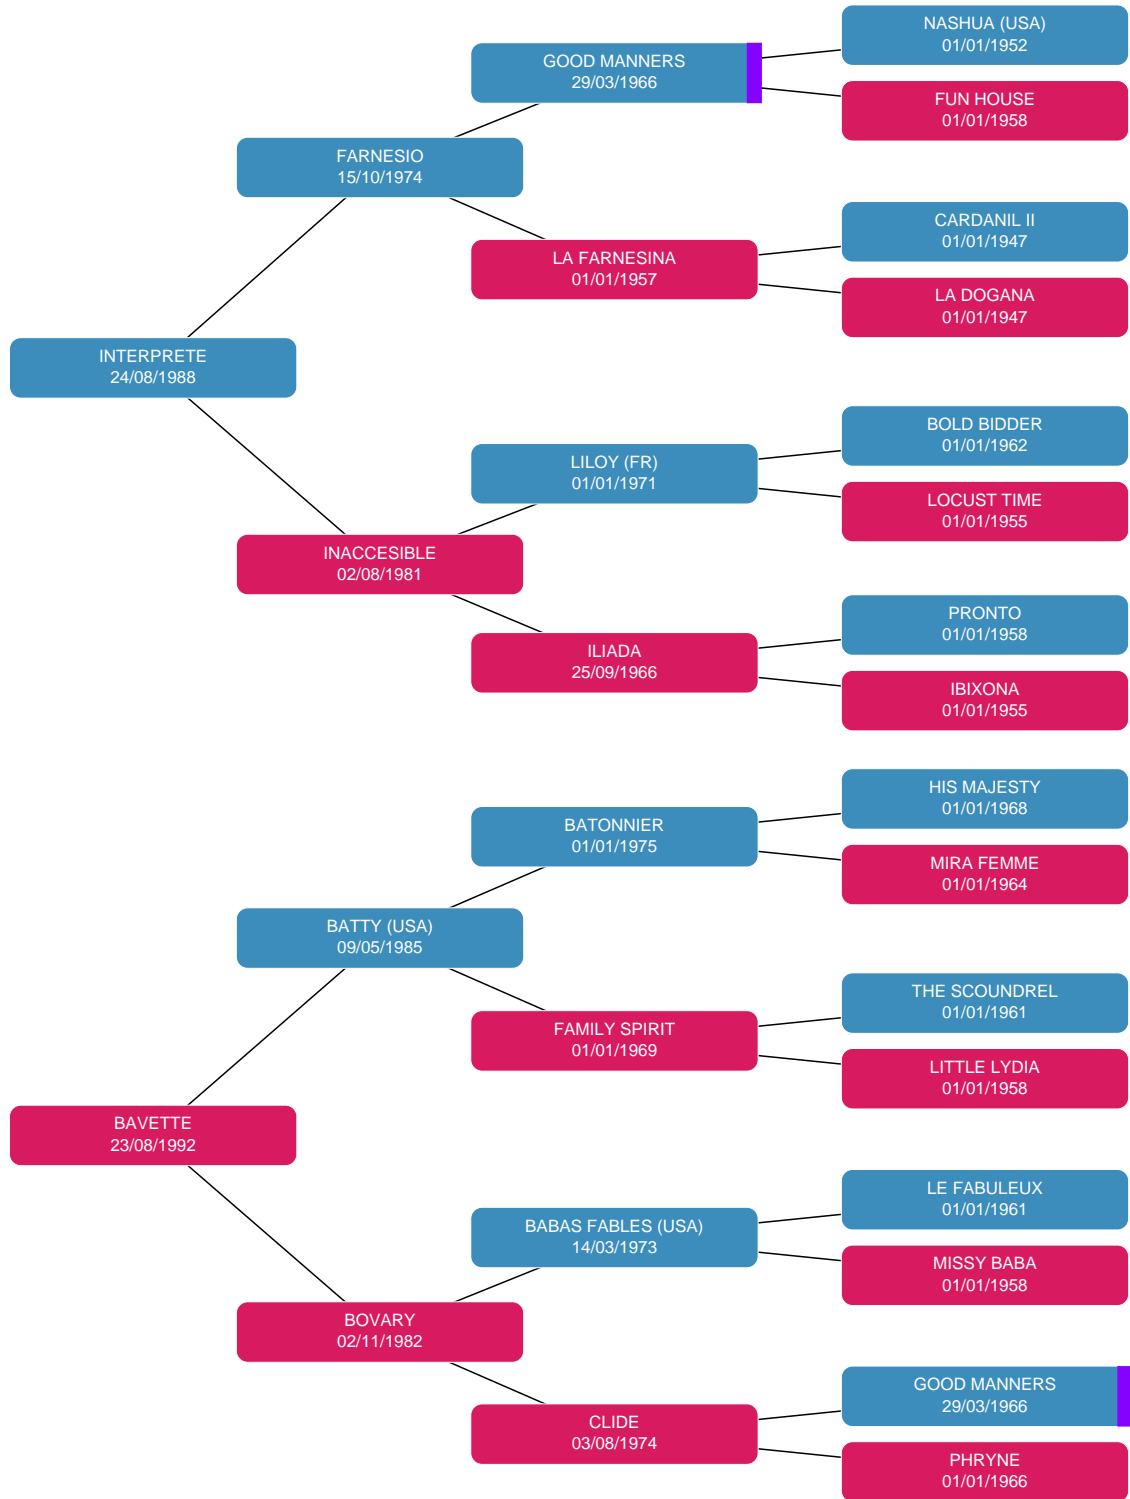 NASHUA (USA)
01/01/1952
GOOD MANNERS
29/03/1966
FUN HOUSE
01/01/1958
FARNESIO
15/10/1974
CARDANIL II
01/01/1947
LA FARNESINA
01/01/1957
LA DOGANA
01/01/1947
INTERPRETE
24/08/1988
BOLD BIDDER
01/01/1962
LILOY (FR)
01/01/1971
LOCUST TIME
01/01/1955
INACCESIBLE
02/08/1981
PRONTO
01/01/1958
ILIADA
25/09/1966
IBIXONA
01/01/1955
HIS MAJESTY
01/01/1968
BATONNIER
01/01/1975
MIRA FEMME
01/01/1964
BATTY (USA)
09/05/1985
THE SCOUNDREL
01/01/1961
FAMILY SPIRIT
01/01/1969
LITTLE LYDIA
01/01/1958
BAVETTE
23/08/1992
LE FABULEUX
01/01/1961
BABAS FABLES (USA)
14/03/1973
MISSY BABA
01/01/1958
BOVARY
02/11/1982
GOOD MANNERS
29/03/1966
CLIDE
03/08/1974
PHRYNE
01/01/1966